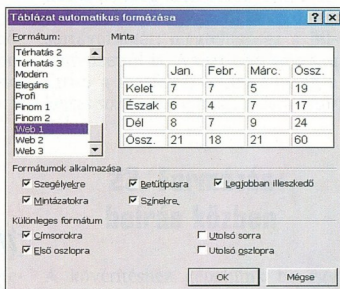 Táblázat automatikus formázása
Formátum:
Minta
Térhatás 2
Térhatás 3
Modern
Elegáns
Profi
Finom 1
Finom 2
Web 1
Web 2
Web 3
Jan. Febr. Márc. Össz.
Kelet 7 7 5 19
Észak 6 4 7 17
Dél 8 7 9 24
Össz. 21 18 21 60
Formátumok alkalmazása
Szegélyekre Betűtípusra Legjobban illeszkedő
Mintázatokra Színekre
Különleges formátum
Címsorokra Utolsó sorra
Első oszlopra Utolsó oszlopra
OK Mégse